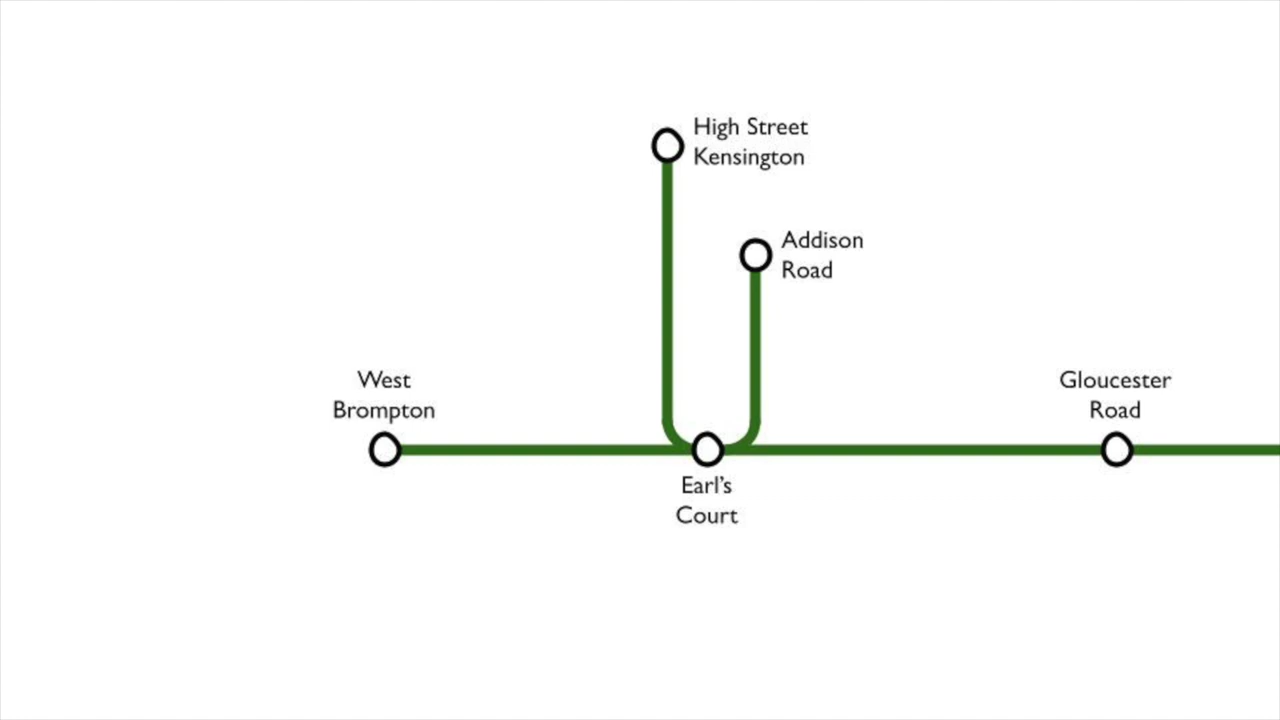 High Street
Kensington
Addison
Road
West
Brompton
Gloucester
Road
Earl’s
Court